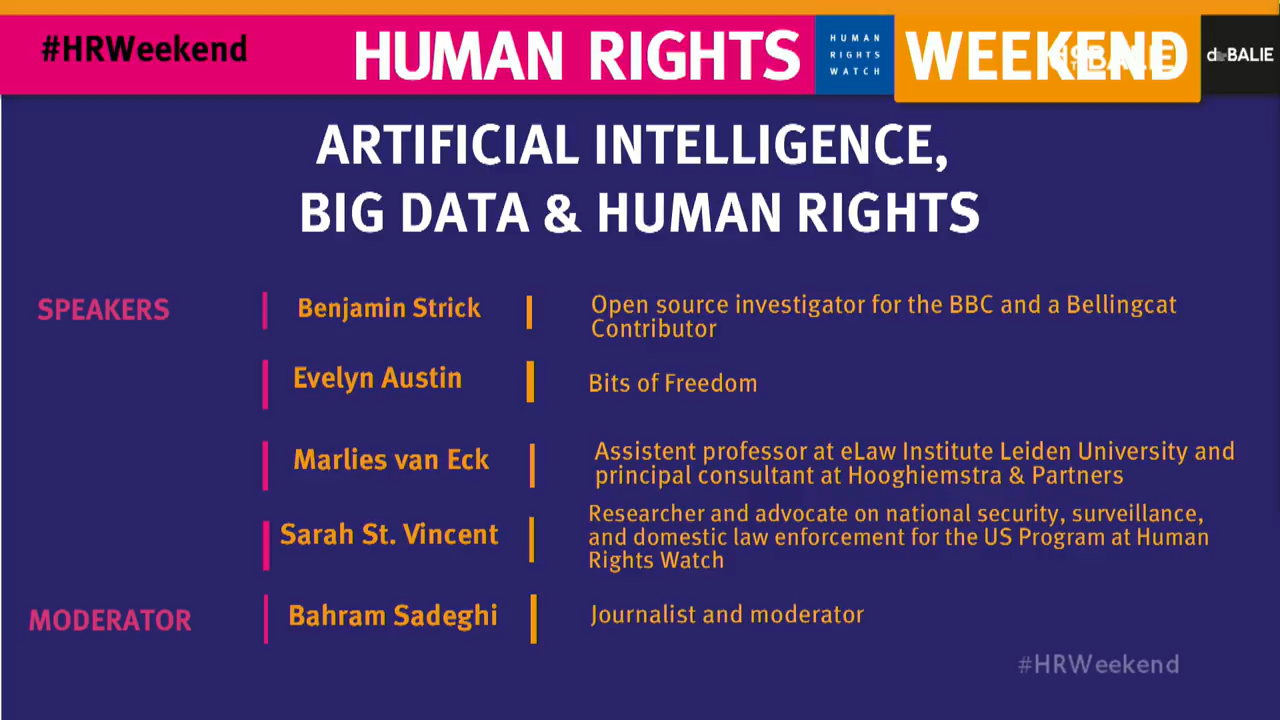 #HRWeekend
HUMAN RIGHTS
HUMAN
RIGHTS
WATCH
WEEKEND
BALIE
de BALIE
ARTIFICIAL INTELLIGENCE,
BIG DATA & HUMAN RIGHTS
SPEAKERS
Benjamin Strick
Open source investigator for the BBC and a Bellingcat
Contributor
Evelyn Austin
Bits of Freedom
Marlies van Eck
Assistent professor at eLaw Institute Leiden University and
principal consultant at Hooghiemstra & Partners
Sarah St. Vincent
Researcher and advocate on national security, surveillance,
and domestic law enforcement for the US Program at Human
Rights Watch
MODERATOR
Bahram Sadeghi
Journalist and moderator
#HRWeekend